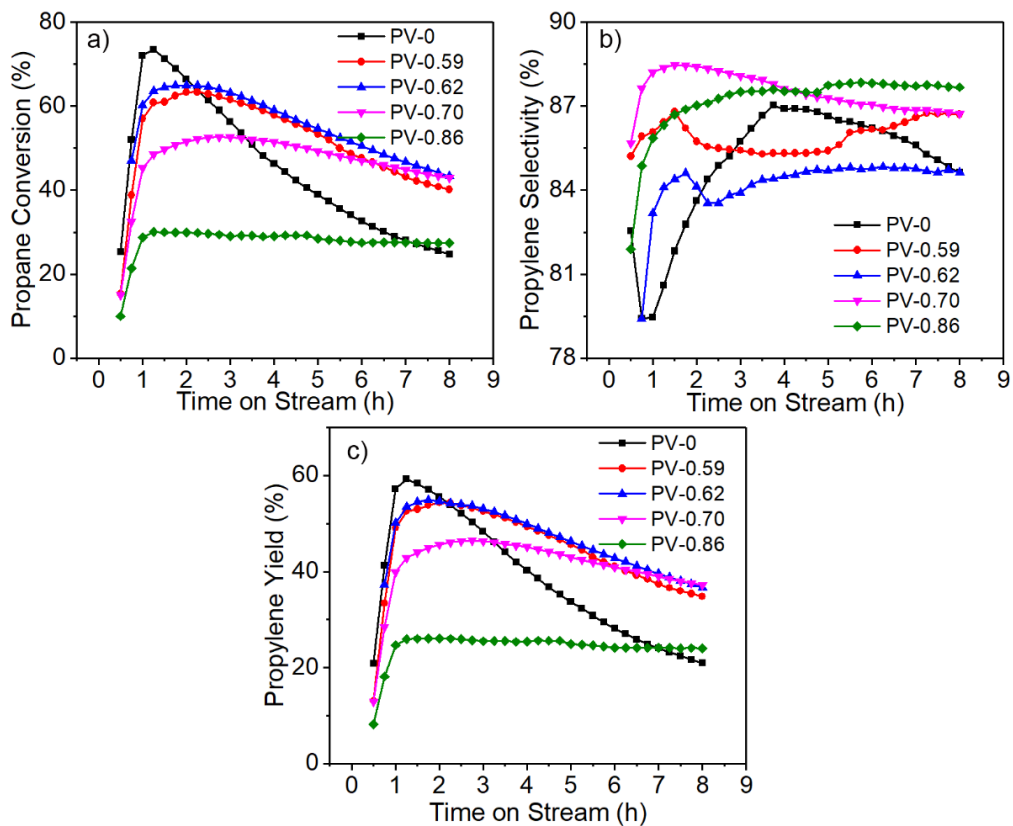 a)
PV-0
PV-0.59
PV-0.62
PV-0.70
PV-0.86
80
60
40
20
0
Propane Conversion (%)
0 1 2 3 4 5 6 7 8 9
Time on Stream (h)
b)
90
87
84
81
78
Propylene Selectivity (%)
PV-0
PV-0.59
PV-0.62
PV-0.70
PV-0.86
0 1 2 3 4 5 6 7 8 9
Time on Stream (h)
c)
PV-0
PV-0.59
PV-0.62
PV-0.70
PV-0.86
60
40
20
0
Propylene Yield (%)
0 1 2 3 4 5 6 7 8 9
Time on Stream (h)